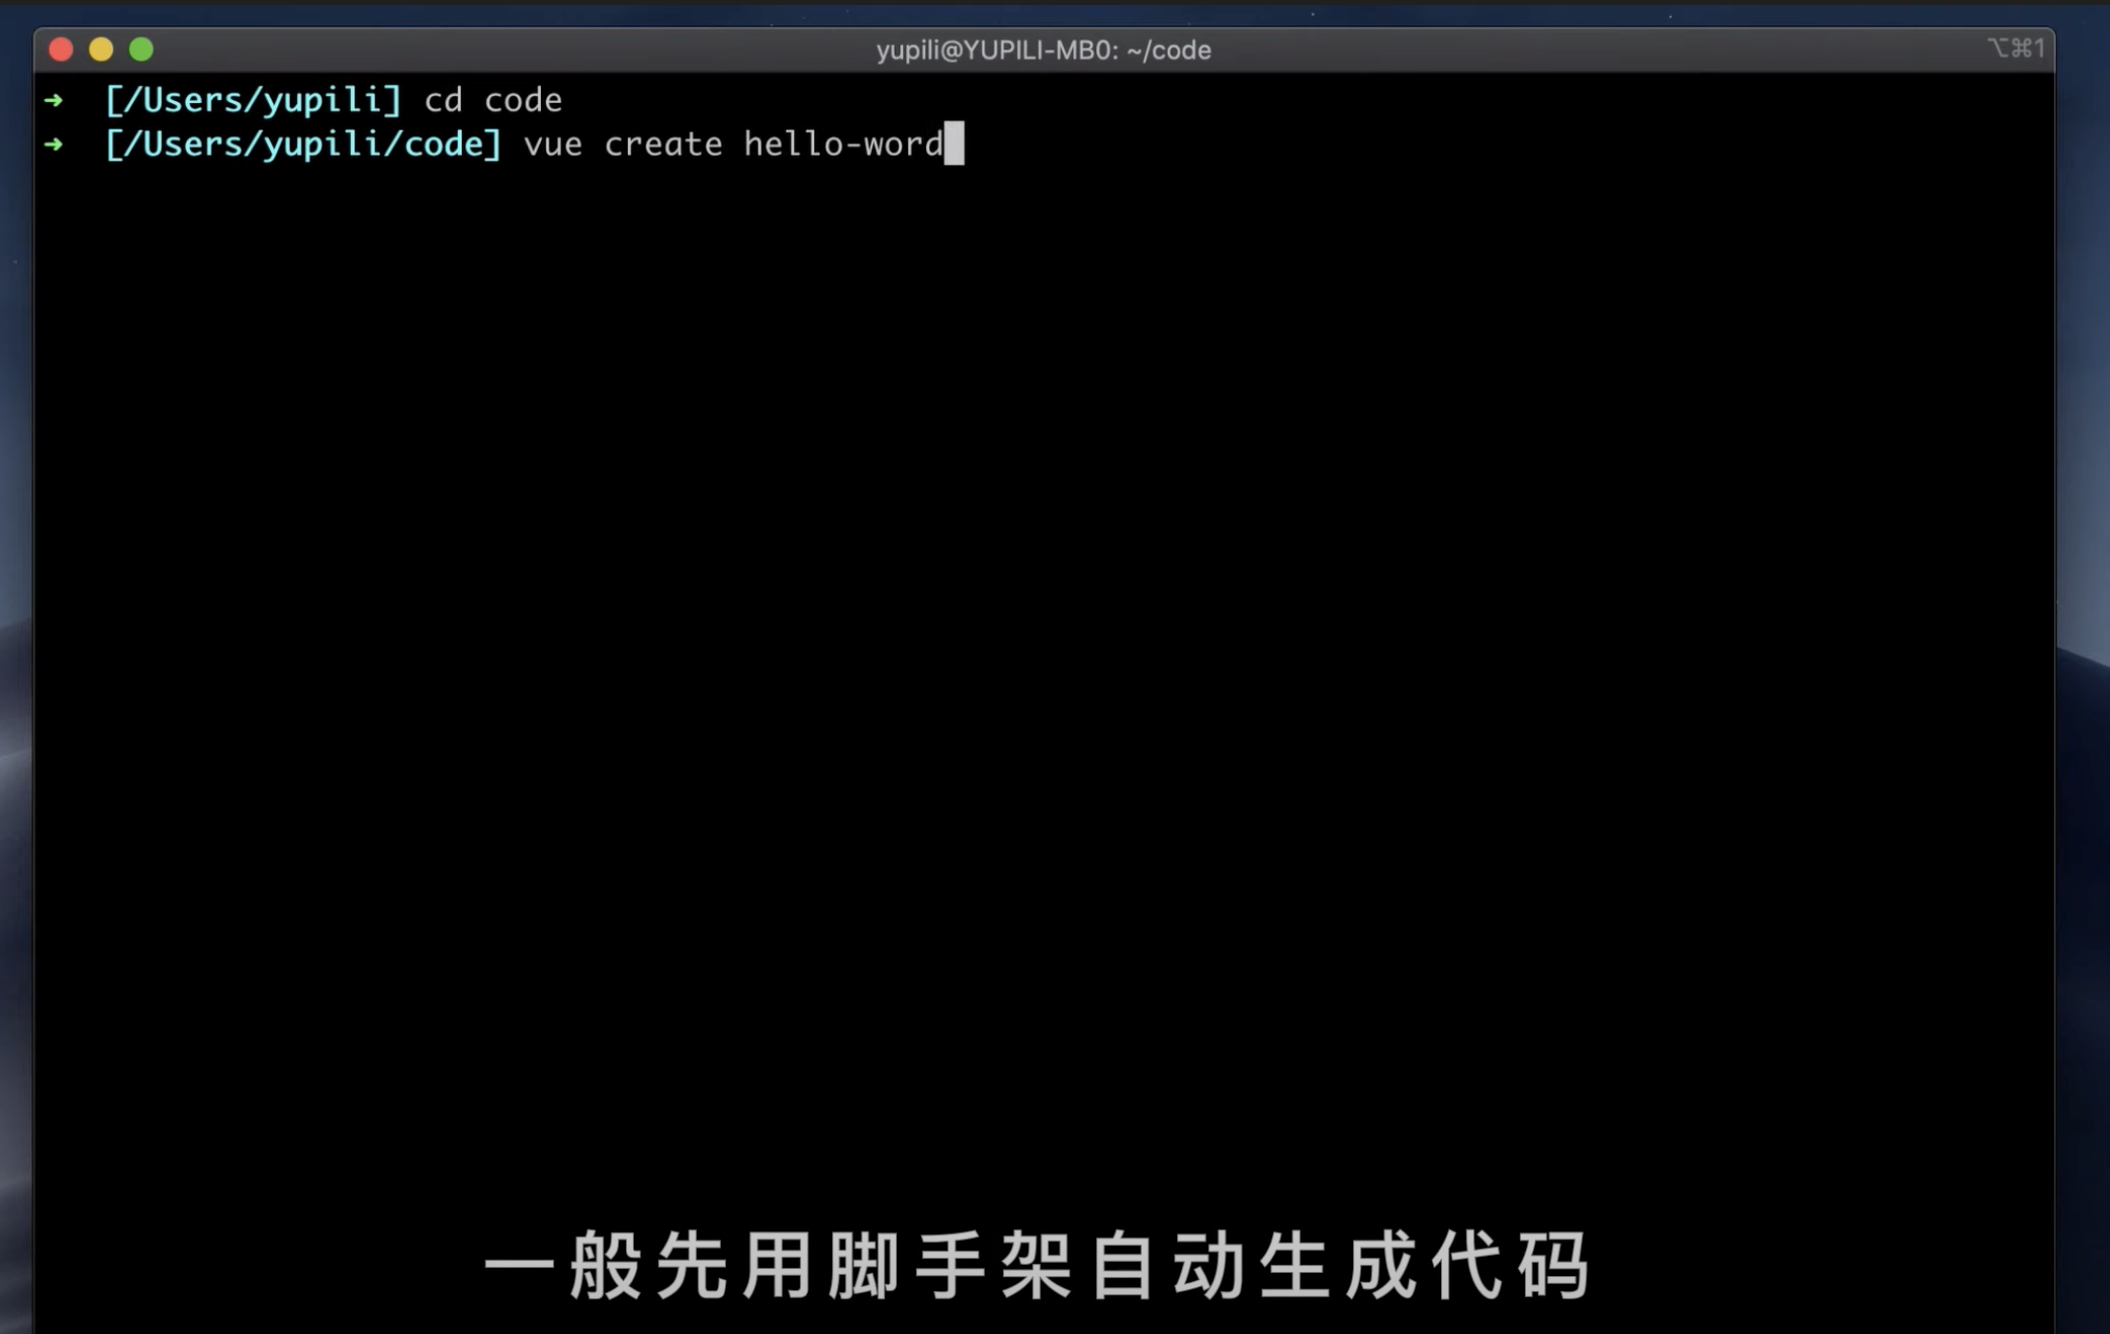 yupili@YUPILI-MB0: ~/code
⌥⌘1
➜ [/Users/yupili] cd code
➜ [/Users/yupili/code] vue create hello-word
一般先用脚手架自动生成代码